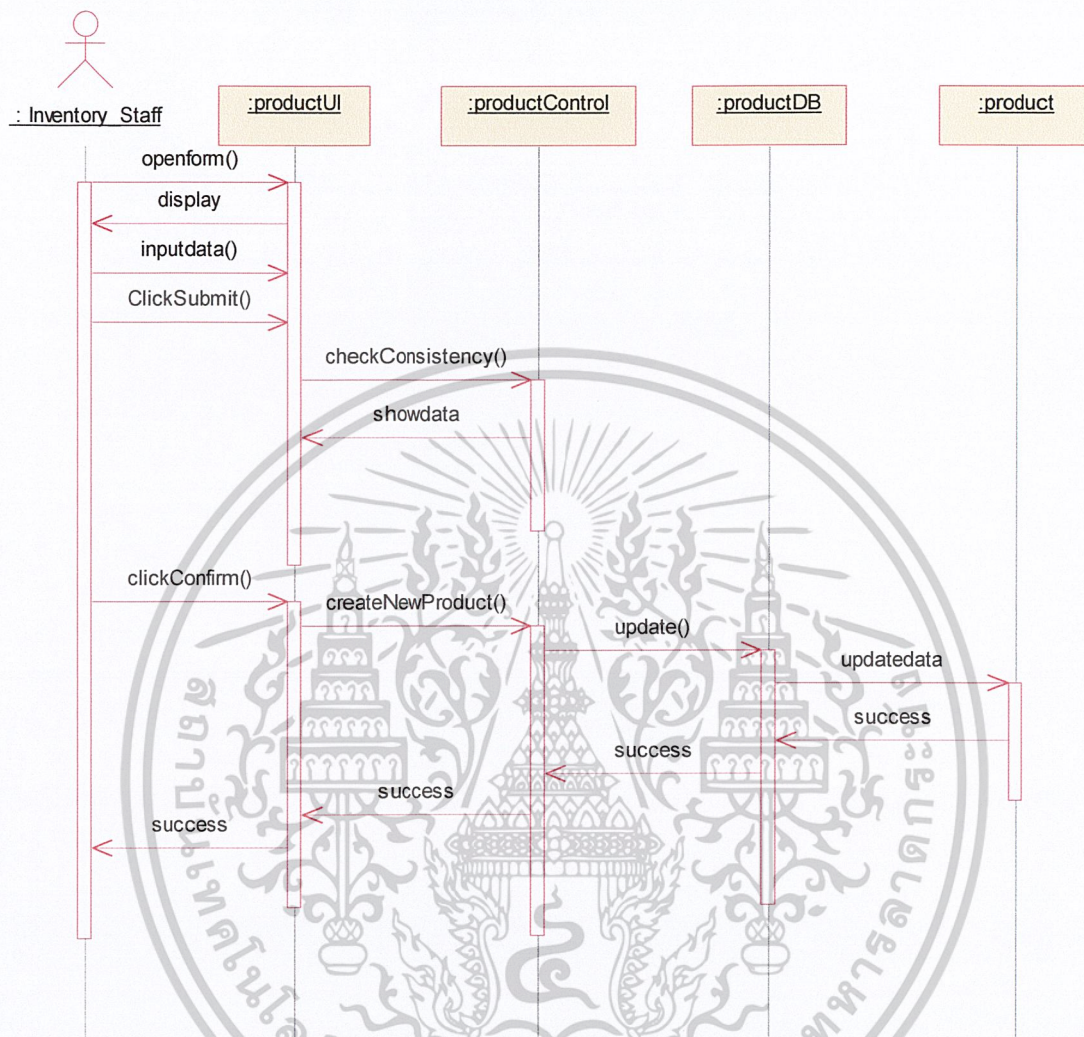 : Inventory_Staff
:productUI
:productControl
:productDB
:product
openform()
display
inputdata()
ClickSubmit()
checkConsistency()
showdata
clickConfirm()
createNewProduct()
update()
updatedata
success
success
success
success